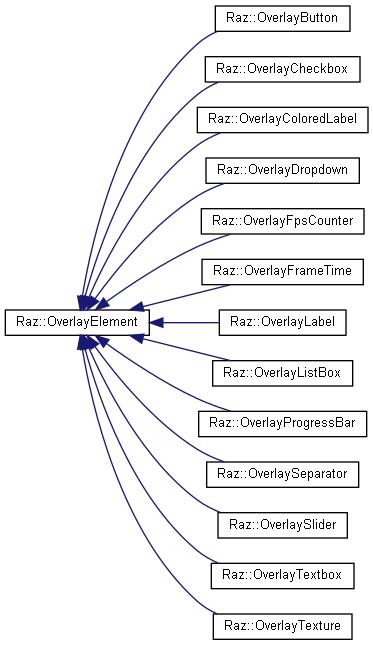 Raz::OverlayButton
Raz::OverlayCheckbox
Raz::OverlayColoredLabel
Raz::OverlayDropdown
Raz::OverlayFpsCounter
Raz::OverlayFrameTime
Raz::OverlayElement
Raz::OverlayLabel
Raz::OverlayListBox
Raz::OverlayProgressBar
Raz::OverlaySeparator
Raz::OverlaySlider
Raz::OverlayTextbox
Raz::OverlayTexture